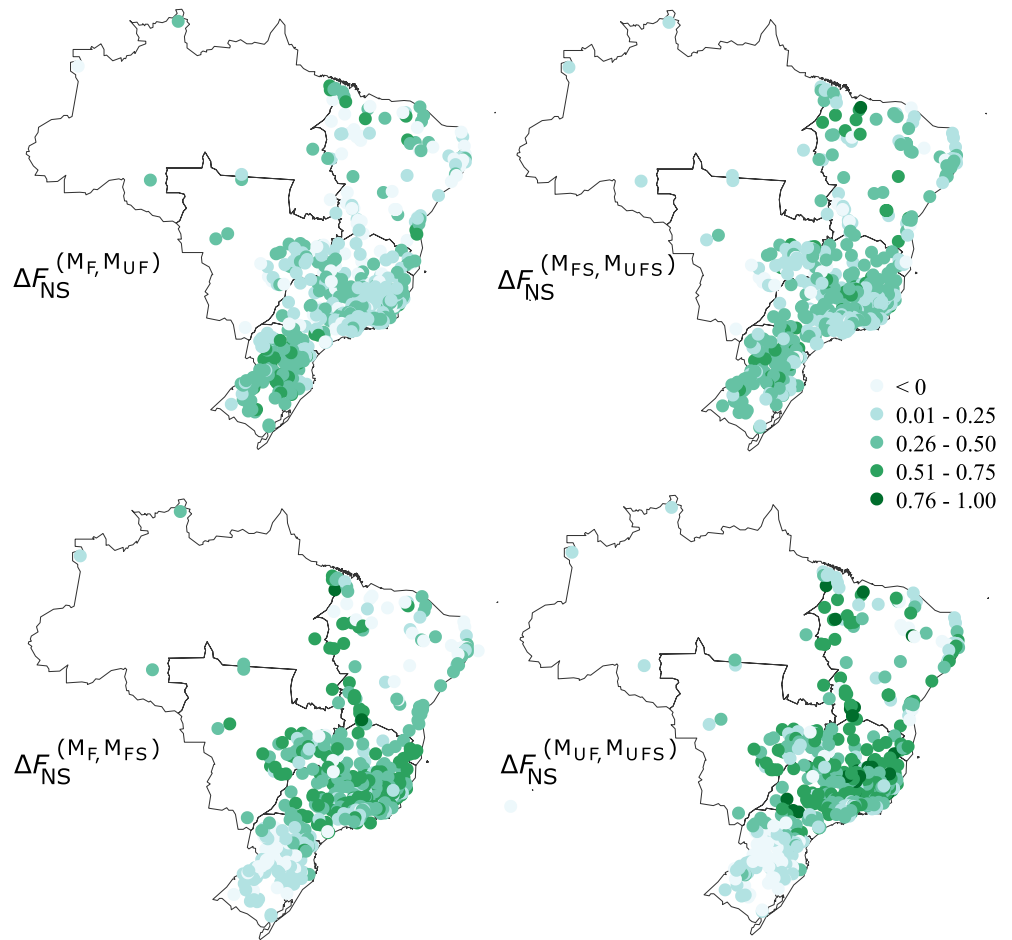 ΔF_NS^(M_F, M_UF)
ΔF_NS^(M_FS, M_UFS)
< 0
0.01 - 0.25
0.26 - 0.50
0.51 - 0.75
0.76 - 1.00
ΔF_NS^(M_F, M_FS)
ΔF_NS^(M_UF, M_UFS)